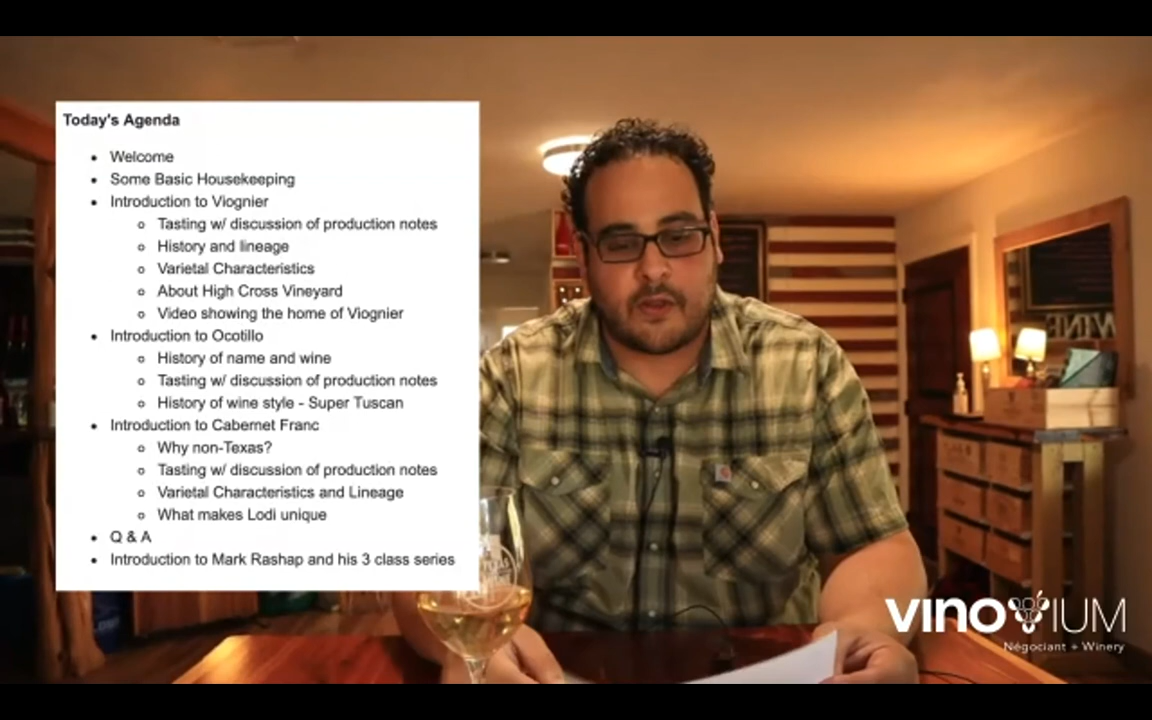 Today's Agenda
• Welcome
• Some Basic Housekeeping
• Introduction to Viognier
o Tasting w/ discussion of production notes
o History and lineage
o Varietal Characteristics
o About High Cross Vineyard
o Video showing the home of Viognier
• Introduction to Ocotillo
o History of name and wine
o Tasting w/ discussion of production notes
o History of wine style - Super Tuscan
• Introduction to Cabernet Franc
o Why non-Texas?
o Tasting w/ discussion of production notes
o Varietal Characteristics and Lineage
o What makes Lodi unique
• Q & A
• Introduction to Mark Rashap and his 3 class series
WINE
VINOVIUM
Négociant + Winery